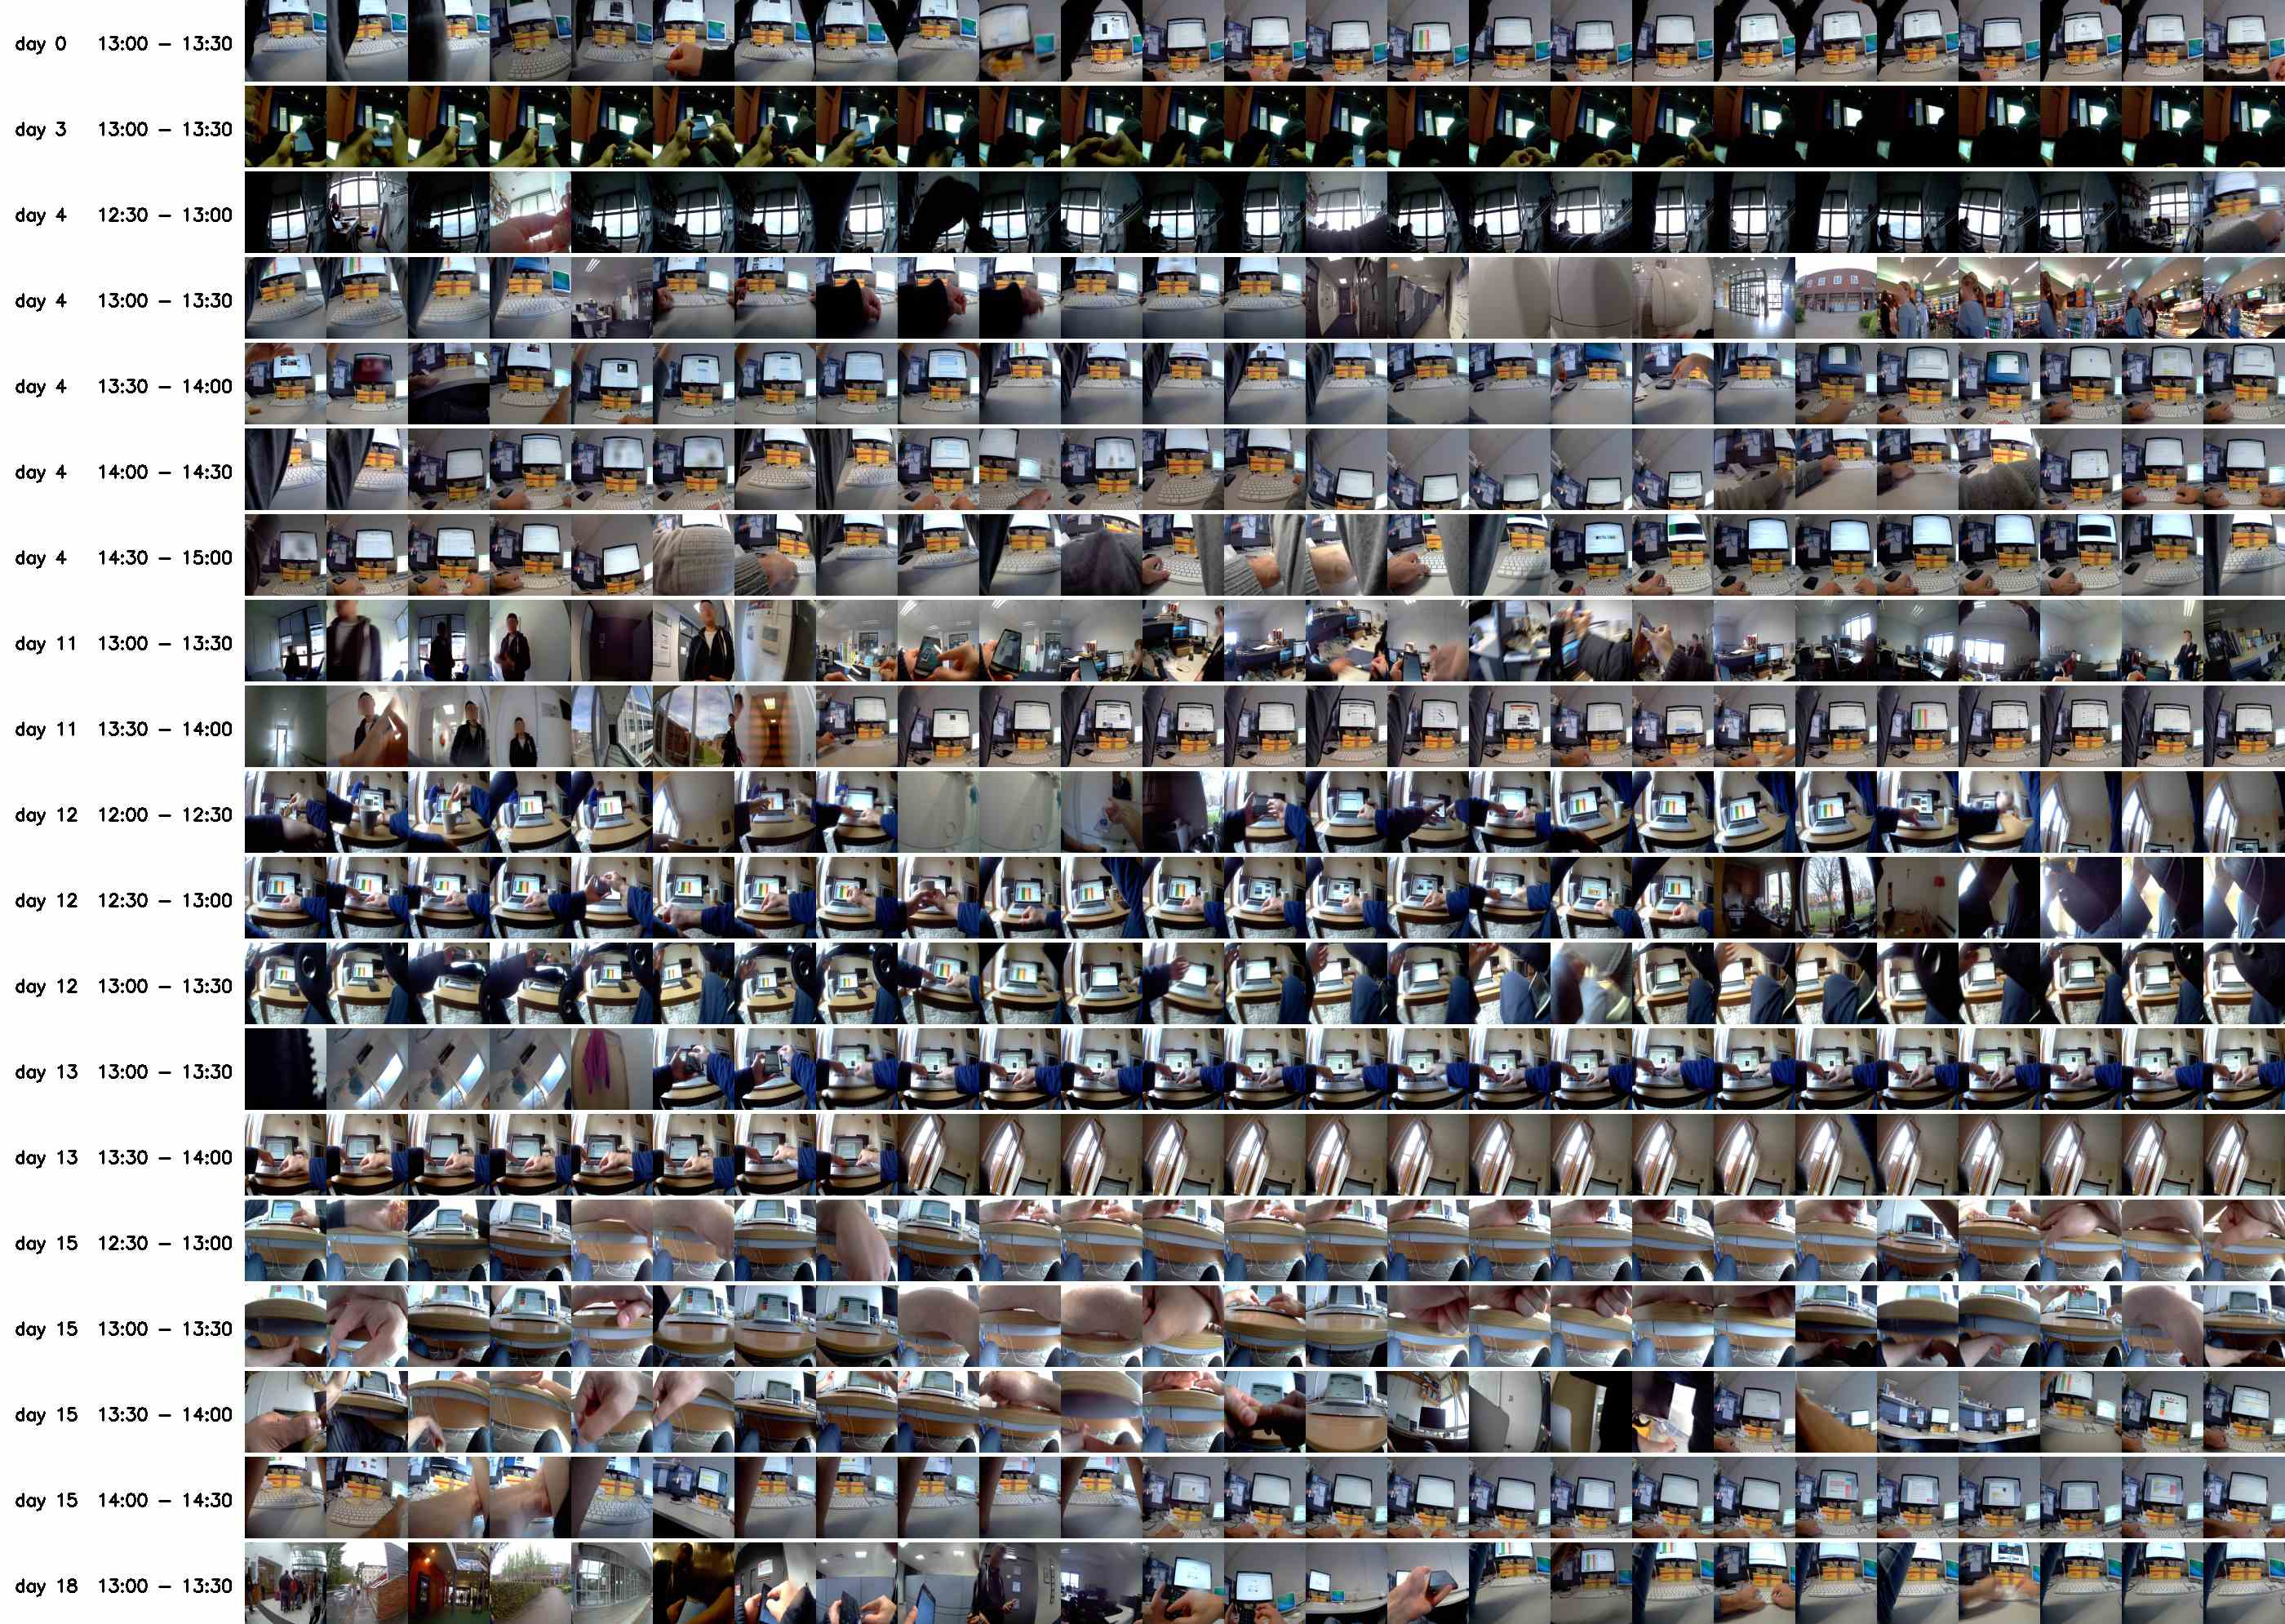 day 0 13:00 – 13:30
day 3 13:00 – 13:30
day 4 12:30 – 13:00
day 4 13:00 – 13:30
day 4 13:30 – 14:00
day 4 14:00 – 14:30
day 4 14:30 – 15:00
day 11 13:00 – 13:30
day 11 13:30 – 14:00
day 12 12:00 – 12:30
day 12 12:30 – 13:00
day 12 13:00 – 13:30
day 13 13:00 – 13:30
day 13 13:30 – 14:00
day 15 12:30 – 13:00
day 15 13:00 – 13:30
day 15 13:30 – 14:00
day 15 14:00 – 14:30
day 18 13:00 – 13:30